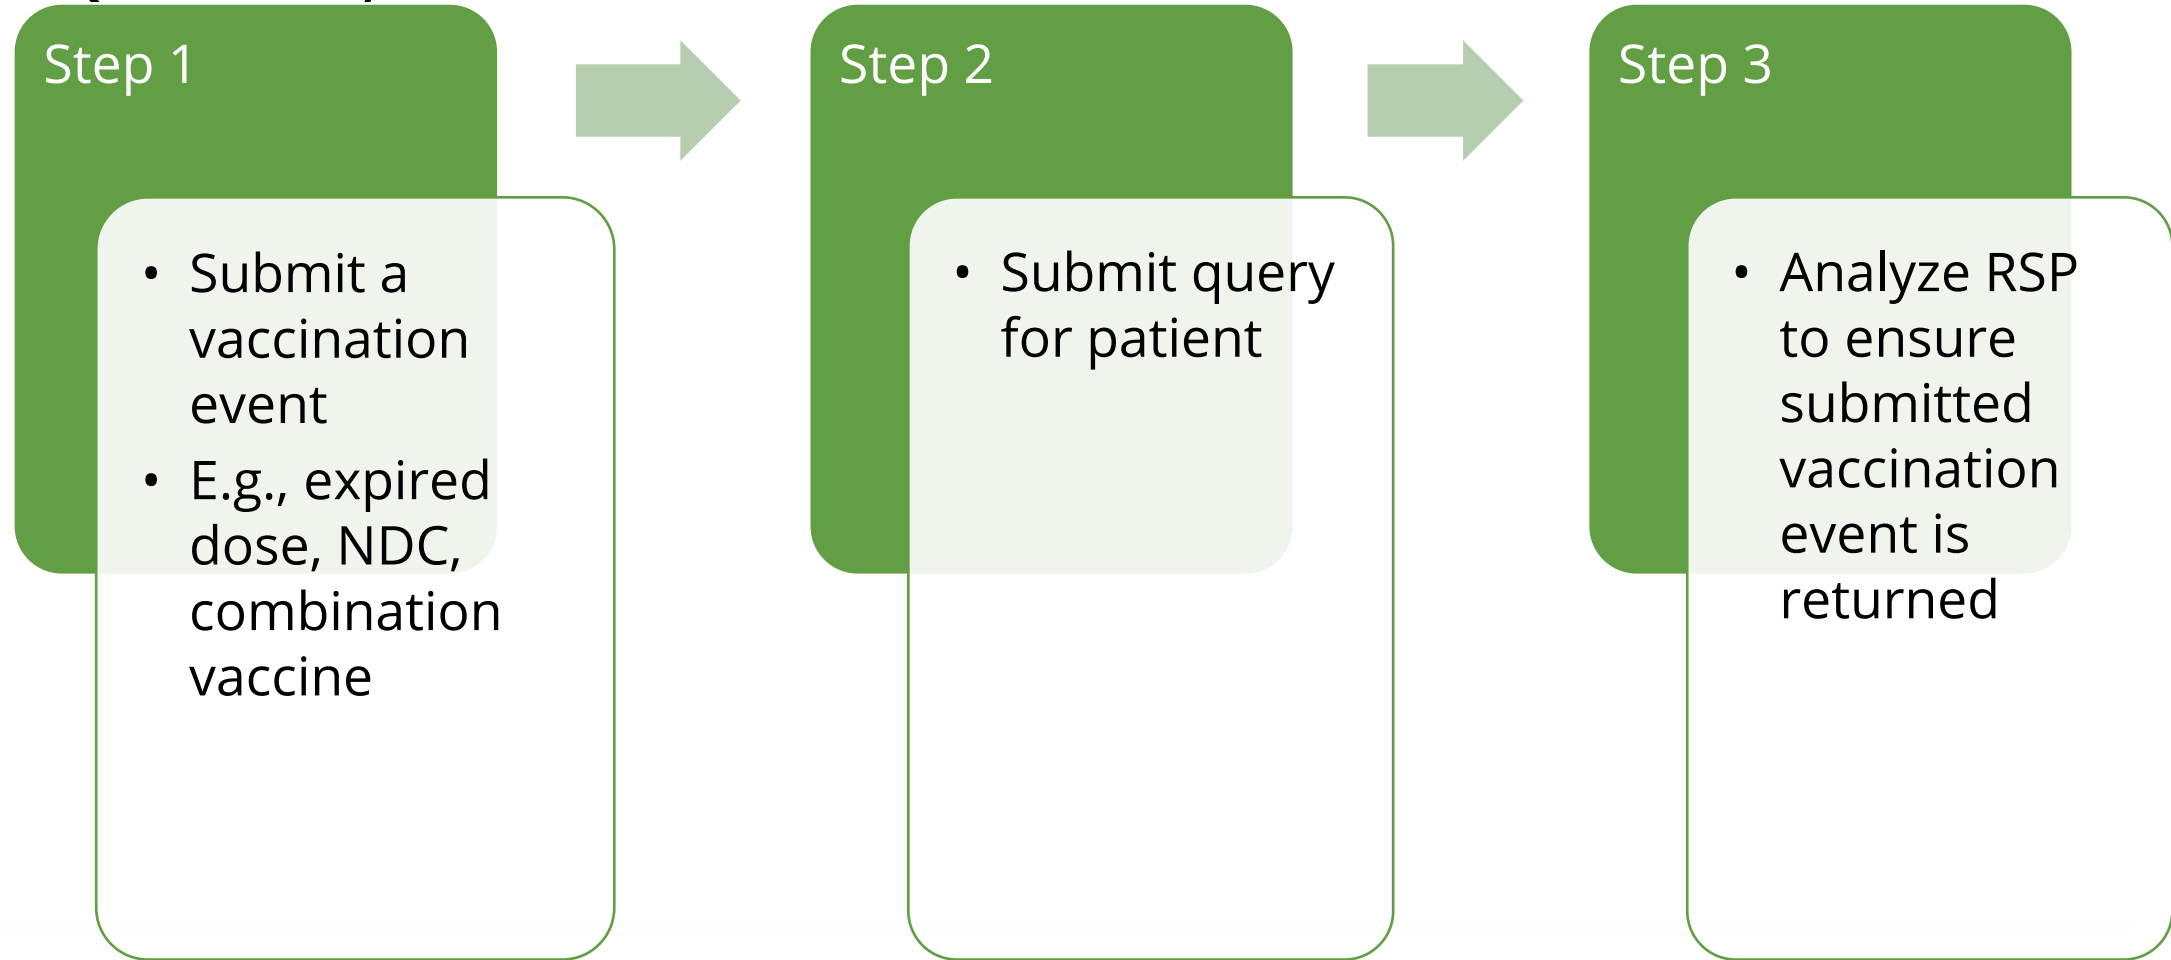 Step 1
• Submit a
vaccination
event
• E.g., expired
dose, NDC,
combination
vaccine
Step 2
• Submit query
for patient
Step 3
• Analyze RSP
to ensure
submitted
vaccination
event is
returned